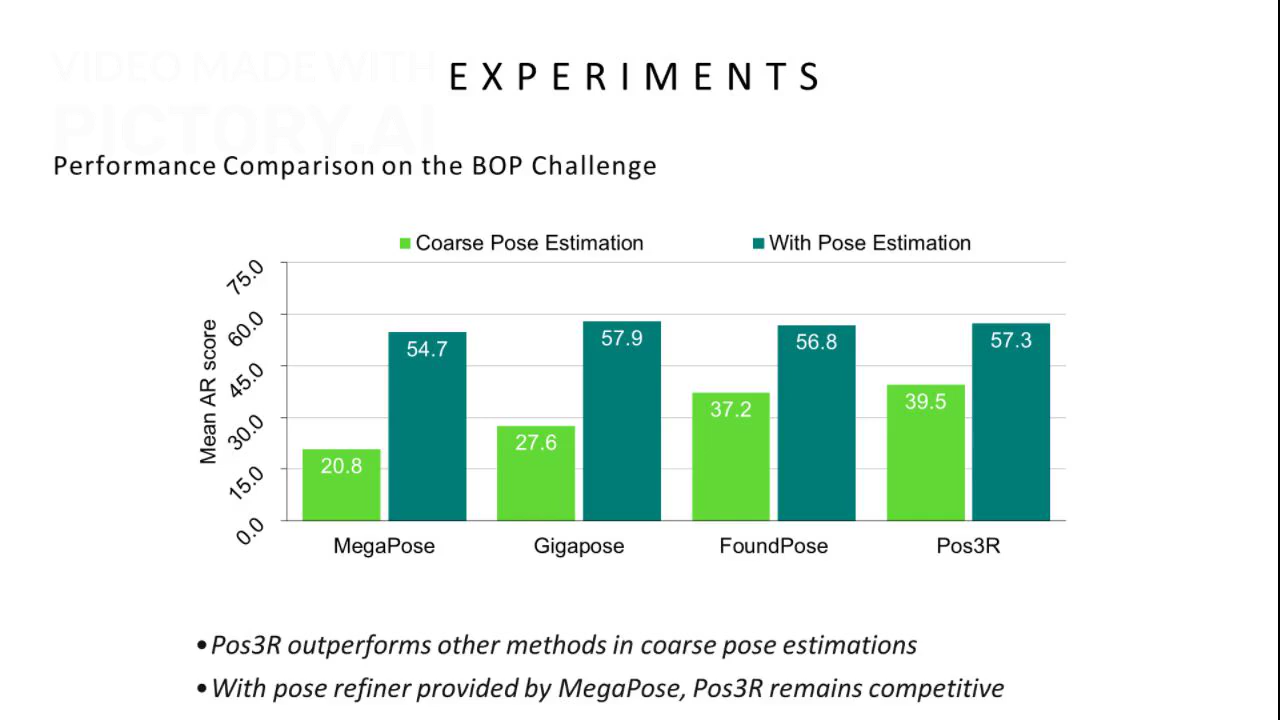 VIDEO MADE WITH
PICTORY.AI
EXPERIMENTS
Performance Comparison on the BOP Challenge
Coarse Pose Estimation With Pose Estimation
Mean AR score
75.0
60.0
45.0
30.0
15.0
0.0
20.8 54.7 27.6 57.9 37.2 56.8 39.5 57.3
MegaPose Gigapose FoundPose Pos3R
• Pos3R outperforms other methods in coarse pose estimations
• With pose refiner provided by MegaPose, Pos3R remains competitive